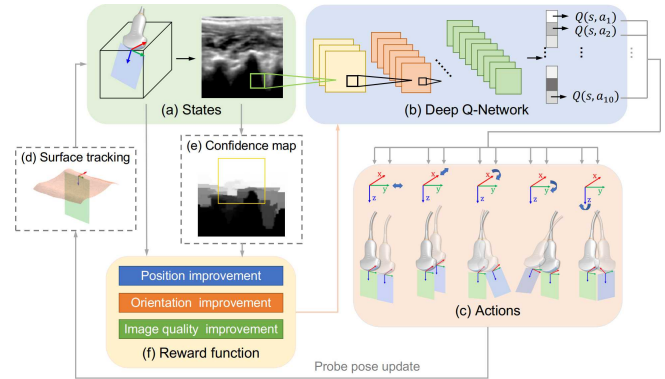 Q(s, a₁)
Q(s, a₂)
Q(s, a₁₀)
(a) States
(b) Deep Q-Network
(d) Surface tracking
(e) Confidence map
x
y
z
x
y
z
x
y
z
x
y
z
x
y
z
Position improvement
Orientation improvement
Image quality improvement
(f) Reward function
(c) Actions
Probe pose update